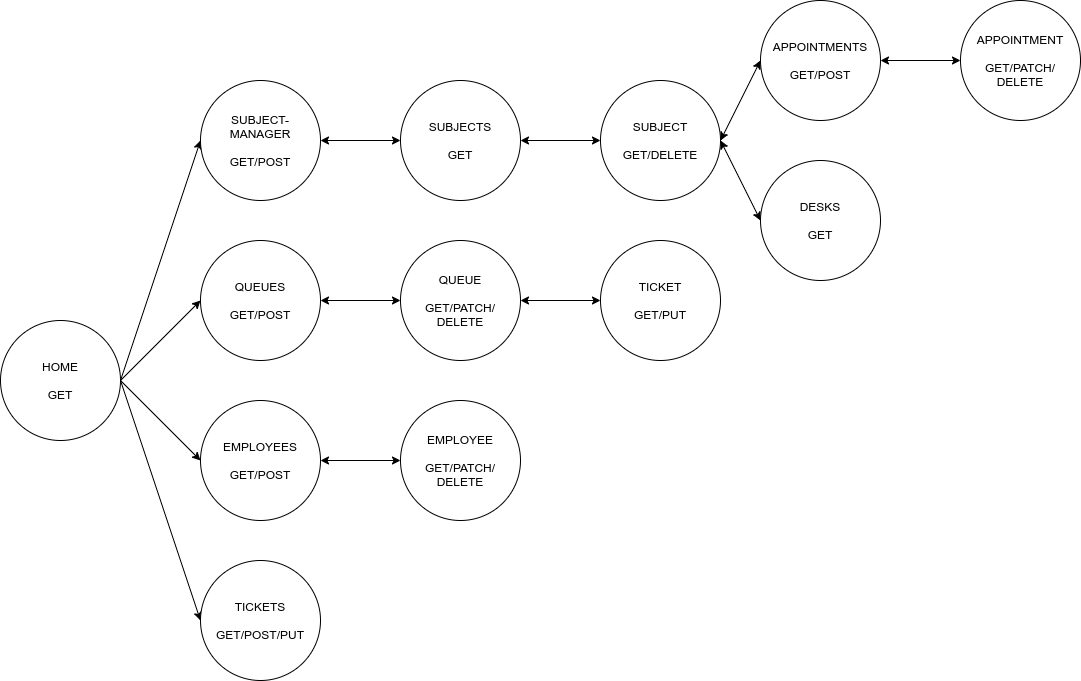 APPOINTMENTS
GET/POST
APPOINTMENT
GET/PATCH/
DELETE
SUBJECT-
MANAGER
GET/POST
SUBJECTS
GET
SUBJECT
GET/DELETE
DESKS
GET
QUEUES
GET/POST
QUEUE
GET/PATCH/
DELETE
TICKET
GET/PUT
HOME
GET
EMPLOYEES
GET/POST
EMPLOYEE
GET/PATCH/
DELETE
TICKETS
GET/POST/PUT